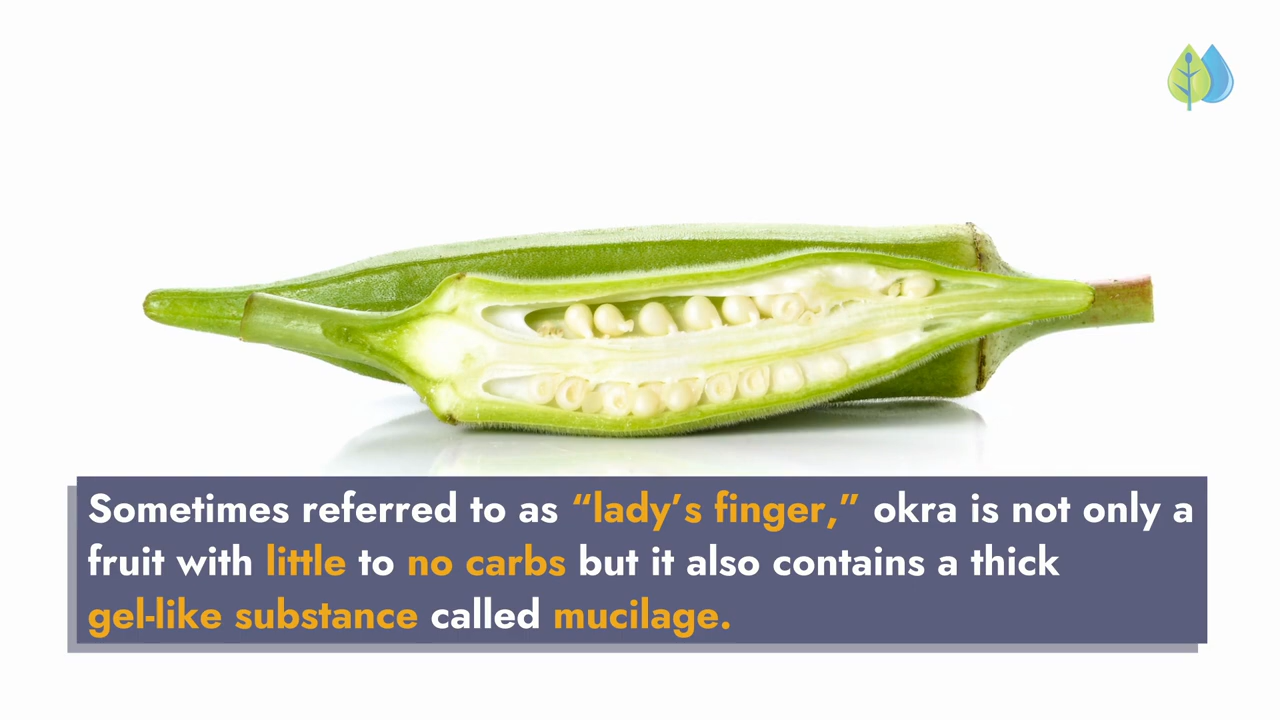 Sometimes referred to as “lady’s finger,” okra is not only a
fruit with little to no carbs but it also contains a thick
gel-like substance called mucilage.